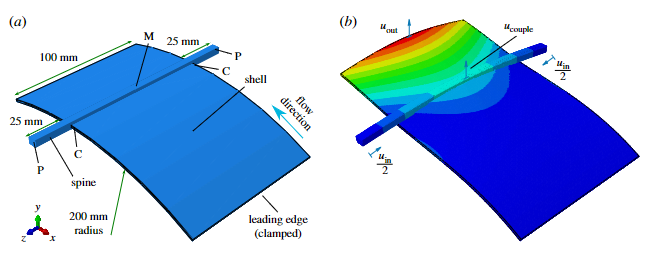 (a)
M
25 mm
P
C
100 mm
shell
flow
direction
25 mm
C
P
spine
y
z
x
200 mm
radius
leading edge
(clamped)
(b)
u_out
u_couple
u_in
2
u_in
2